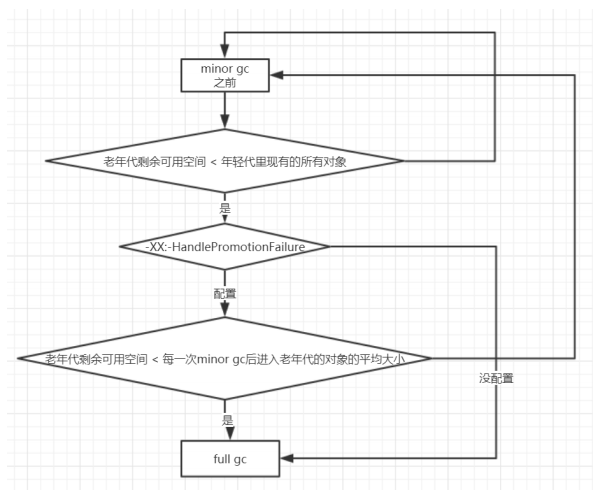 minor gc
之前
老年代剩余可用空间 < 年轻代里现有的所有对象
是
-XX:-HandlePromotionFailure
配置
老年代剩余可用空间 < 每一次minor gc后进入老年代的对象的平均大小
没配置
是
full gc